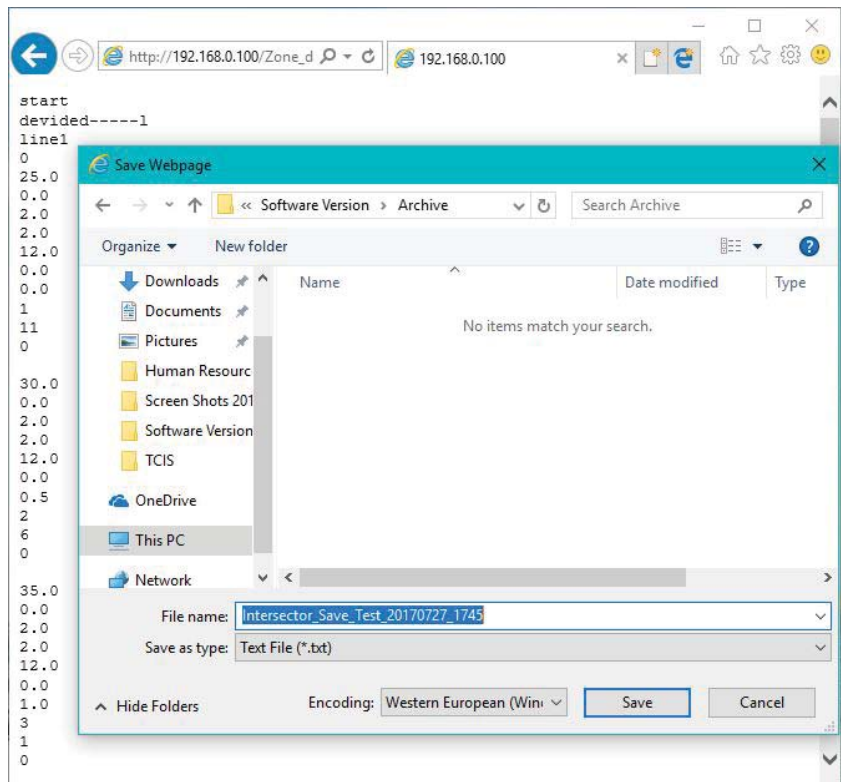 http://192.168.0.100/Zone_d
192.168.0.100
start
devided-----1
line1
0
25.0
0.0
2.0
2.0
12.0
0.0
0.0
1
11
0
30.0
0.0
2.0
2.0
12.0
0.0
0.5
2
6
0
35.0
0.0
2.0
2.0
12.0
0.0
1.0
3
1
0
Save Webpage
« Software Version › Archive
Search Archive
Organize
New folder
?
Downloads
Documents
Pictures
Human Resourc
Screen Shots 201
Software Version
TCIS
OneDrive
This PC
Network
Name
Date modified
Type
No items match your search.
File name: Intersector_Save_Test_20170727_1745
Save as type: Text File (*.txt)
Hide Folders
Encoding: Western European (Win
Save
Cancel